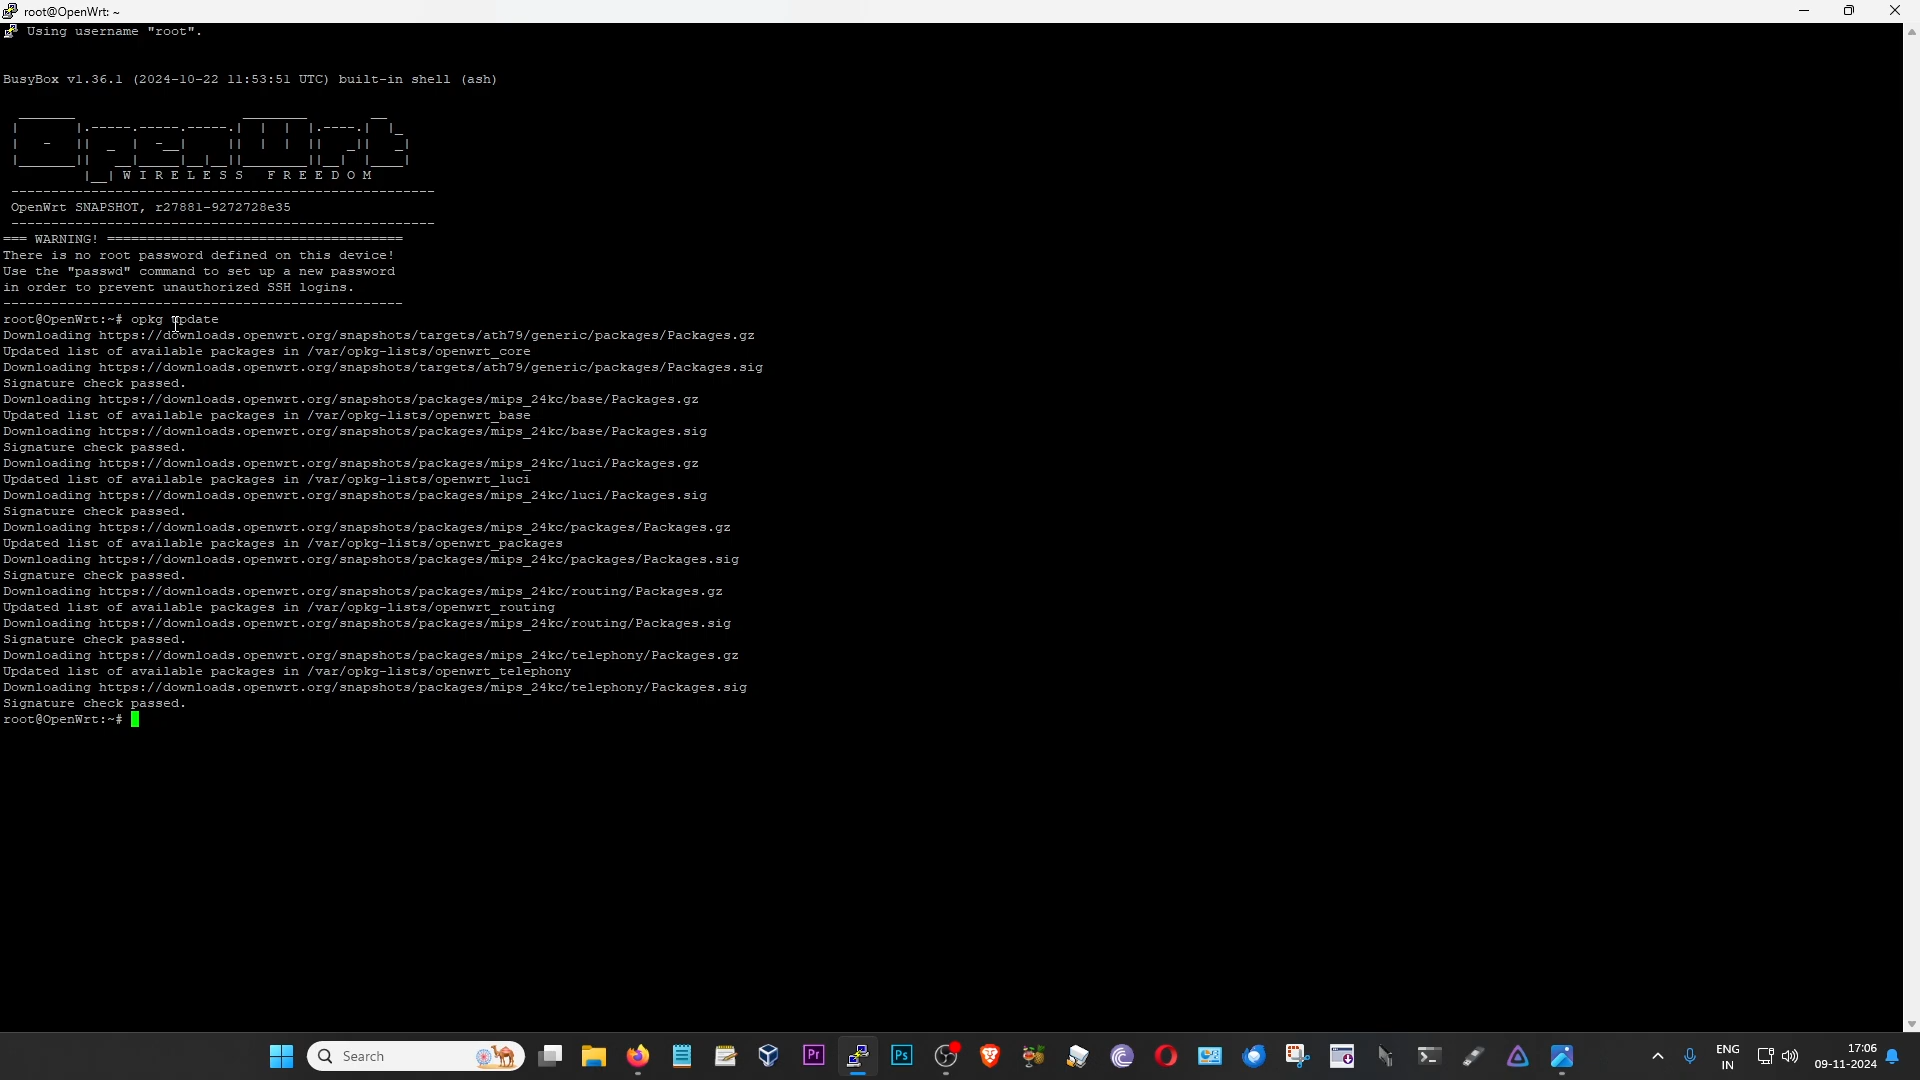 root@OpenWrt: ~
Using username "root".
BusyBox v1.36.1 (2024-10-22 11:53:51 UTC) built-in shell (ash)
OpenWrt
W I R E L E S S   F R E E D O M
-----------------------------------------------------
OpenWrt SNAPSHOT, r27881-9272728e35
-----------------------------------------------------
=== WARNING! =====================================
There is no root password defined on this device!
Use the "passwd" command to set up a new password
in order to prevent unauthorized SSH logins.
--------------------------------------------------
root@OpenWrt:~# opkg update
Downloading https://downloads.openwrt.org/snapshots/targets/ath79/generic/packages/Packages.gz
Updated list of available packages in /var/opkg-lists/openwrt_core
Downloading https://downloads.openwrt.org/snapshots/targets/ath79/generic/packages/Packages.sig
Signature check passed.
Downloading https://downloads.openwrt.org/snapshots/packages/mips_24kc/base/Packages.gz
Updated list of available packages in /var/opkg-lists/openwrt_base
Downloading https://downloads.openwrt.org/snapshots/packages/mips_24kc/base/Packages.sig
Signature check passed.
Downloading https://downloads.openwrt.org/snapshots/packages/mips_24kc/luci/Packages.gz
Updated list of available packages in /var/opkg-lists/openwrt_luci
Downloading https://downloads.openwrt.org/snapshots/packages/mips_24kc/luci/Packages.sig
Signature check passed.
Downloading https://downloads.openwrt.org/snapshots/packages/mips_24kc/packages/Packages.gz
Updated list of available packages in /var/opkg-lists/openwrt_packages
Downloading https://downloads.openwrt.org/snapshots/packages/mips_24kc/packages/Packages.sig
Signature check passed.
Downloading https://downloads.openwrt.org/snapshots/packages/mips_24kc/routing/Packages.gz
Updated list of available packages in /var/opkg-lists/openwrt_routing
Downloading https://downloads.openwrt.org/snapshots/packages/mips_24kc/routing/Packages.sig
Signature check passed.
Downloading https://downloads.openwrt.org/snapshots/packages/mips_24kc/telephony/Packages.gz
Updated list of available packages in /var/opkg-lists/openwrt_telephony
Downloading https://downloads.openwrt.org/snapshots/packages/mips_24kc/telephony/Packages.sig
Signature check passed.
root@OpenWrt:~#
Search
Pr
Ps
ENG
IN
17:06
09-11-2024